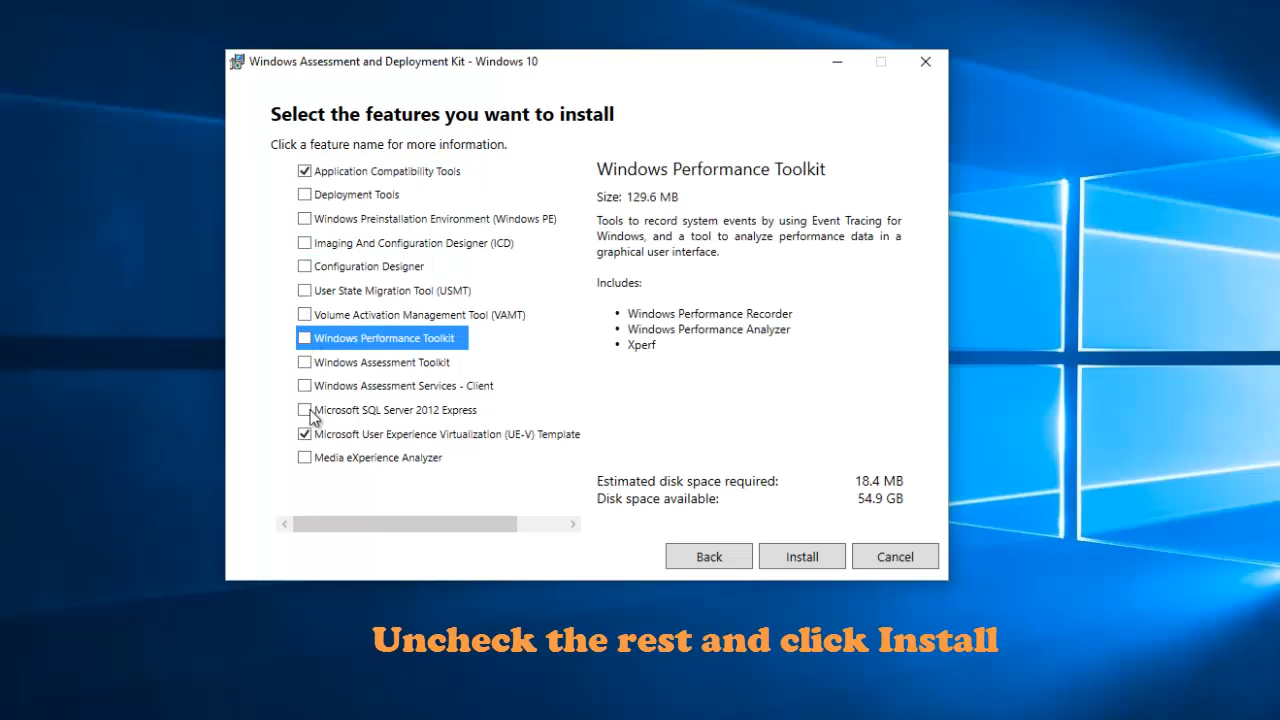 Windows Assessment and Deployment Kit - Windows 10
Select the features you want to install
Click a feature name for more information.
Application Compatibility Tools
Deployment Tools
Windows Preinstallation Environment (Windows PE)
Imaging And Configuration Designer (ICD)
Configuration Designer
User State Migration Tool (USMT)
Volume Activation Management Tool (VAMT)
Windows Performance Toolkit
Windows Assessment Toolkit
Windows Assessment Services - Client
Microsoft SQL Server 2012 Express
Microsoft User Experience Virtualization (UE-V) Template
Media eXperience Analyzer
Windows Performance Toolkit
Size: 129.6 MB
Tools to record system events by using Event Tracing for
Windows, and a tool to analyze performance data in a
graphical user interface.
Includes:
• Windows Performance Recorder
• Windows Performance Analyzer
• Xperf
Estimated disk space required: 18.4 MB
Disk space available: 54.9 GB
Back Install Cancel
Uncheck the rest and click Install